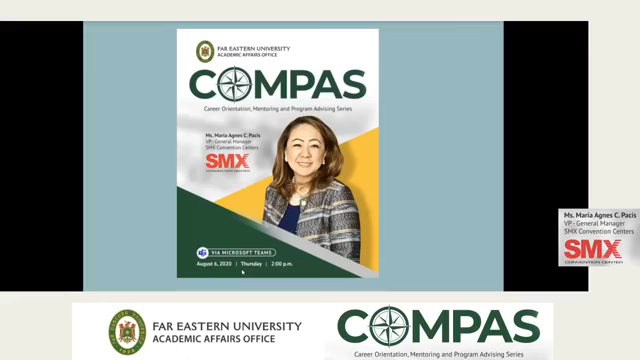 FAR EASTERN UNIVERSITY
ACADEMIC AFFAIRS OFFICE
COMPAS
Career Orientation, Mentoring and Program Advising Series
Ms. Maria Agnes C. Pacis
VP - General Manager
SMX Convention Centers
SMX
CONVENTION CENTER
VIA MICROSOFT TEAMS
August 6, 2020 | Thursday | 2:00 p.m.
Ms. Maria Agnes C. Pacis
VP - General Manager
SMX Convention Centers
SMX
CONVENTION CENTER
FAR EASTERN UNIVERSITY
ACADEMIC AFFAIRS OFFICE
COMPAS
Career Orientation, Mentoring and Program Advising Series